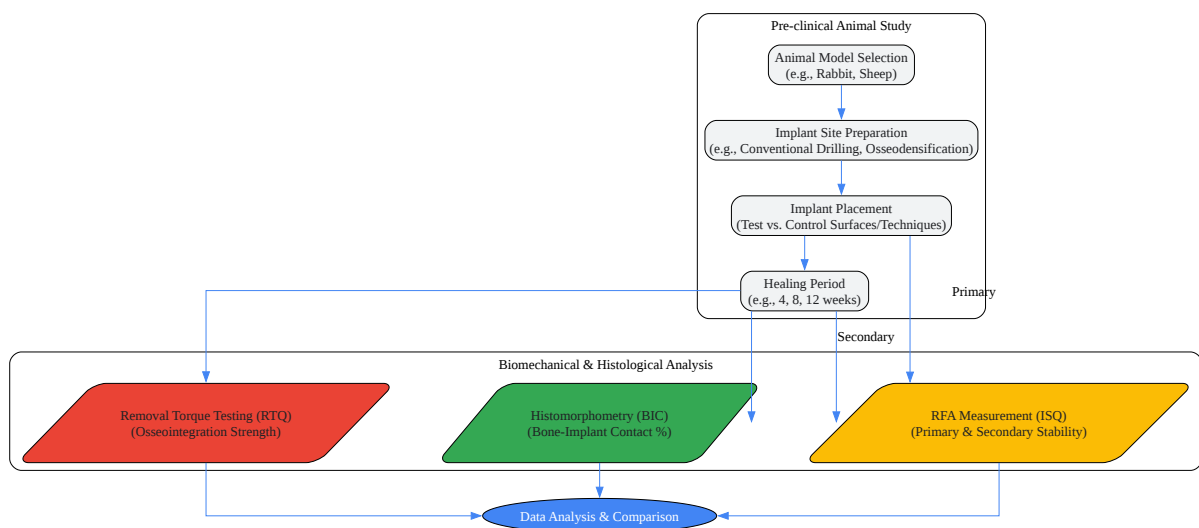 Pre-clinical Animal Study
Animal Model Selection
(e.g., Rabbit, Sheep)
Implant Site Preparation
(e.g., Conventional Drilling, Osseodensification)
Implant Placement
(Test vs. Control Surfaces/Techniques)
Healing Period
(e.g., 4, 8, 12 weeks)
Primary
Secondary
Biomechanical & Histological Analysis
Removal Torque Testing (RTQ)
(Osseointegration Strength)
Histomorphometry (BIC)
(Bone-Implant Contact %)
RFA Measurement (ISQ)
(Primary & Secondary Stability)
Data Analysis & Comparison